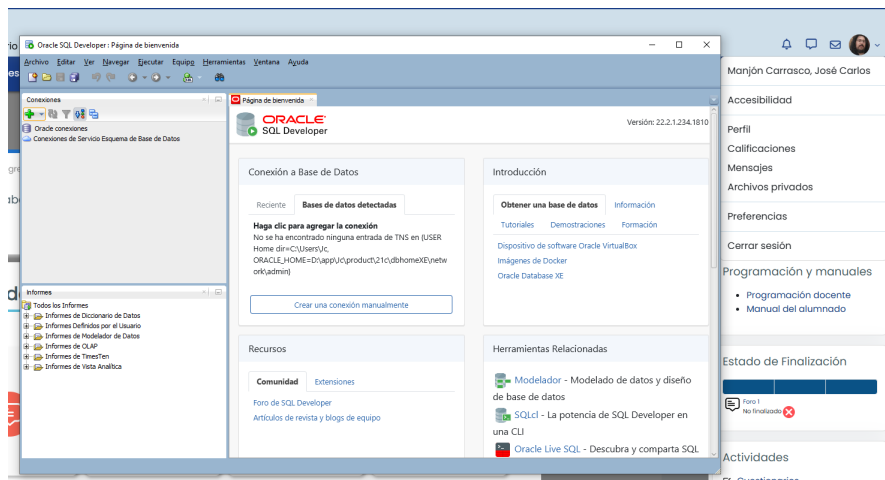 Oracle SQL Developer : Página de bienvenida
Archivo Editar Ver Navegar Ejecutar Equipo Herramientas Ventana Ayuda
Conexiones
Oracle conexiones
Conexiones de Servicio Esquema de Base de Datos
Informes
Todos los Informes
Informes de Diccionario de Datos
Informes Definidos por el Usuario
Informes de Modelador de Datos
Informes de OLAP
Informes de TimesTen
Informes de Vista Analítica
Página de bienvenida
ORACLE
SQL Developer
Versión: 22.2.1.234.1810
Conexión a Base de Datos
Reciente Bases de datos detectadas
Haga clic para agregar la conexión
No se ha encontrado ninguna entrada de TNS en (USER
Home dir=C:\Users\Jc,
ORACLE_HOME=D:\app\Jc\product\21c\dbhomeXE\netw
ork\admin)
Crear una conexión manualmente
Introducción
Obtener una base de datos Información
Tutoriales Demostraciones Formación
Dispositivo de software Oracle VirtualBox
Imágenes de Docker
Oracle Database XE
Recursos
Comunidad Extensiones
Foro de SQL Developer
Artículos de revista y blogs de equipo
Herramientas Relacionadas
Modelador - Modelado de datos y diseño
de base de datos
SQLcl - La potencia de SQL Developer en
una CLI
Oracle Live SQL - Descubra y comparta SQL
Manjón Carrasco, José Carlos
Accesibilidad
Perfil
Calificaciones
Mensajes
Archivos privados
Preferencias
Cerrar sesión
Programación y manuales
Programación docente
Manual del alumnado
Estado de Finalización
Foro 1
No finalizado
Actividades